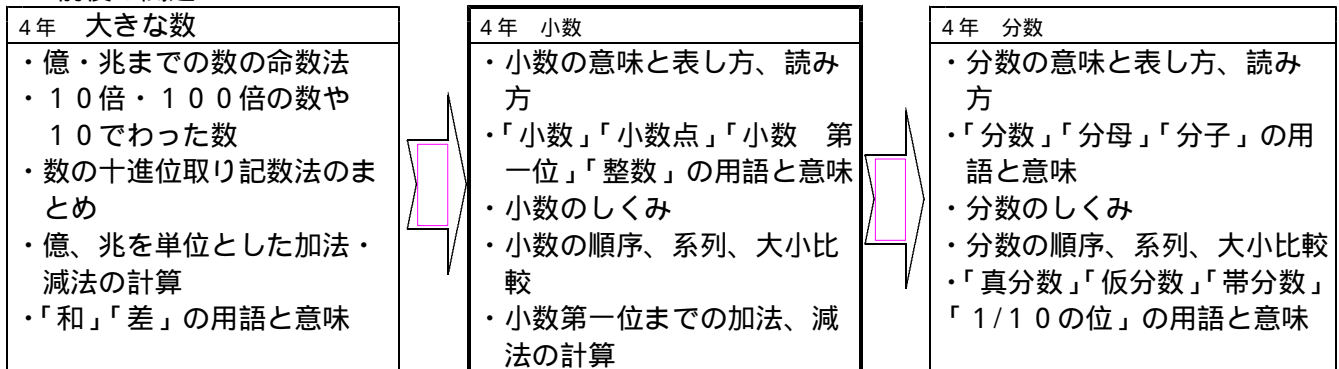 4年 大きな数
・億・兆までの数の命数法
・10倍・100倍の数や
10でわった数
・数の十進位取り記数法のま
とめ
・億、兆を単位とした加法・
減法の計算
・「和」「差」の用語と意味
4年 小数
・小数の意味と表し方、読み
方
・「小数」「小数点」「小数 第
一位」「整数」の用語と意味
・小数のしくみ
・小数の順序、系列、大小比
較
・小数第一位までの加法、減
法の計算
4年 分数
・分数の意味と表し方、読み
方
・「分数」「分母」「分子」の用
語と意味
・分数のしくみ
・分数の順序、系列、大小比較
・「真分数」「仮分数」「帯分数」
「1/10の位」の用語と意味